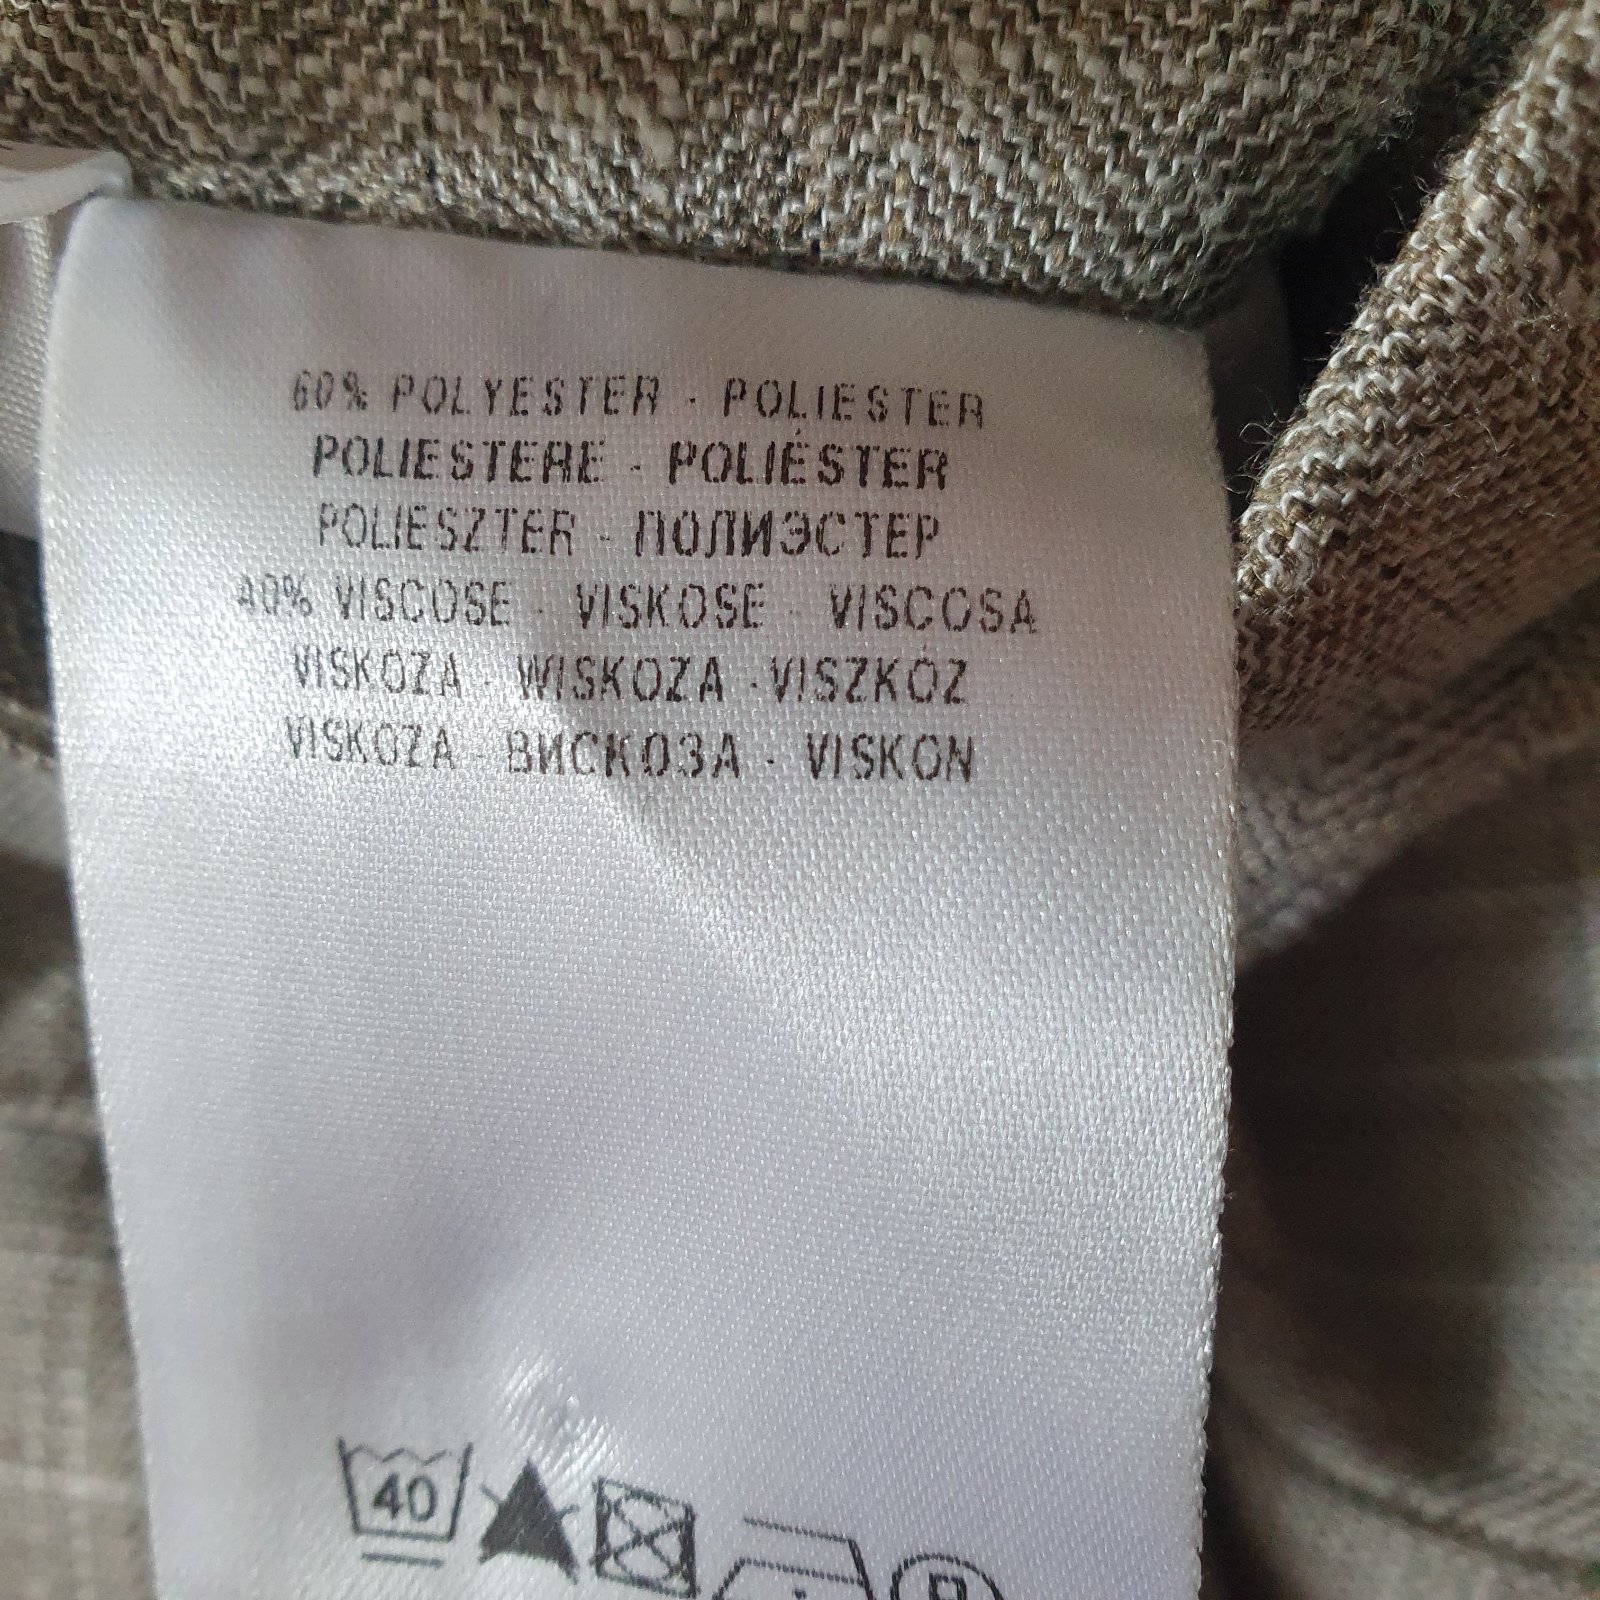 60% POLYESTER - POLIESTER
POLIESTERE - POLIÉSTER
POLIESZTER - ПОЛИЭСТЕР
40% VISCOSE - VISKOSE - VISCOSA
VISKOZA - WISKOZA - VISZKÓZ
VISKOZA - ВИСКОЗА - VISKON
40